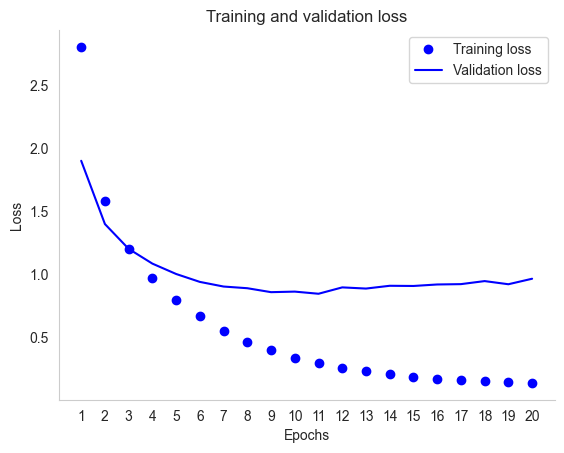 Training and validation loss
Training loss
Validation loss
2.5
2.0
1.5
1.0
0.5
Loss
1 2 3 4 5 6 7 8 9 10 11 12 13 14 15 16 17 18 19 20
Epochs